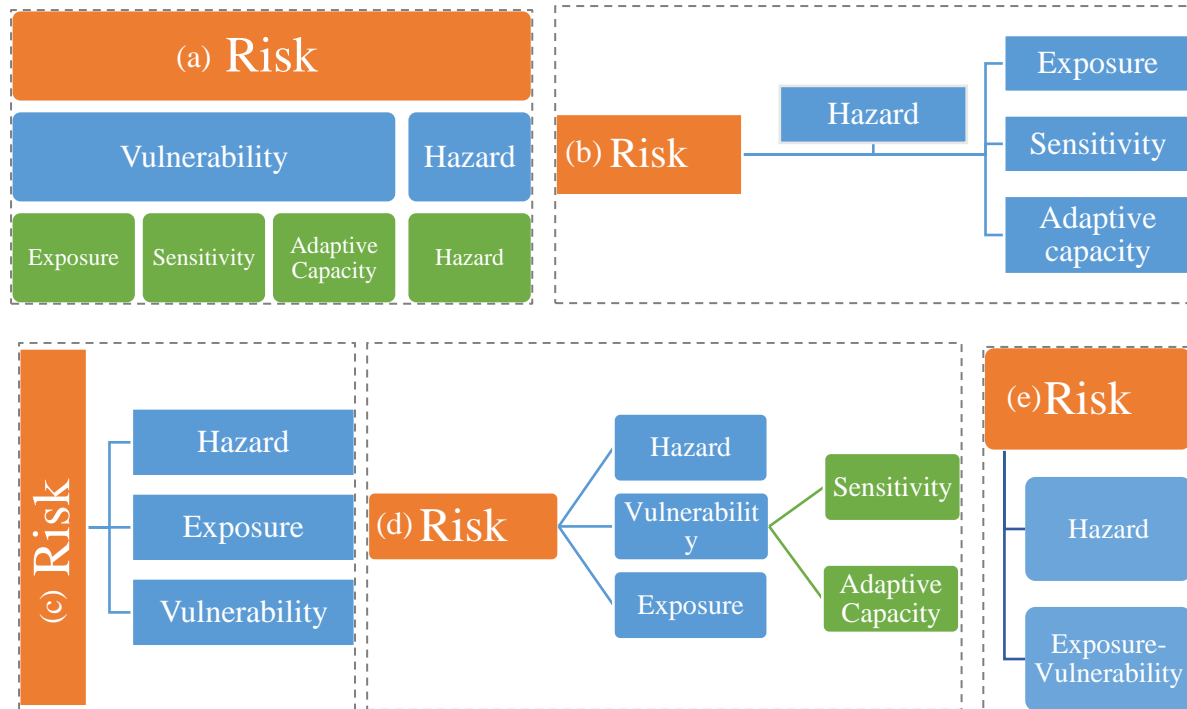 (a) Risk
Vulnerability
Hazard
Exposure
Sensitivity
Adaptive
Capacity
Hazard
(b) Risk
Hazard
Exposure
Sensitivity
Adaptive
capacity
(c) Risk
Hazard
Exposure
Vulnerability
(d) Risk
Hazard
Vulnerabilit
y
Exposure
Sensitivity
Adaptive
Capacity
(e)Risk
Hazard
Exposure-
Vulnerability